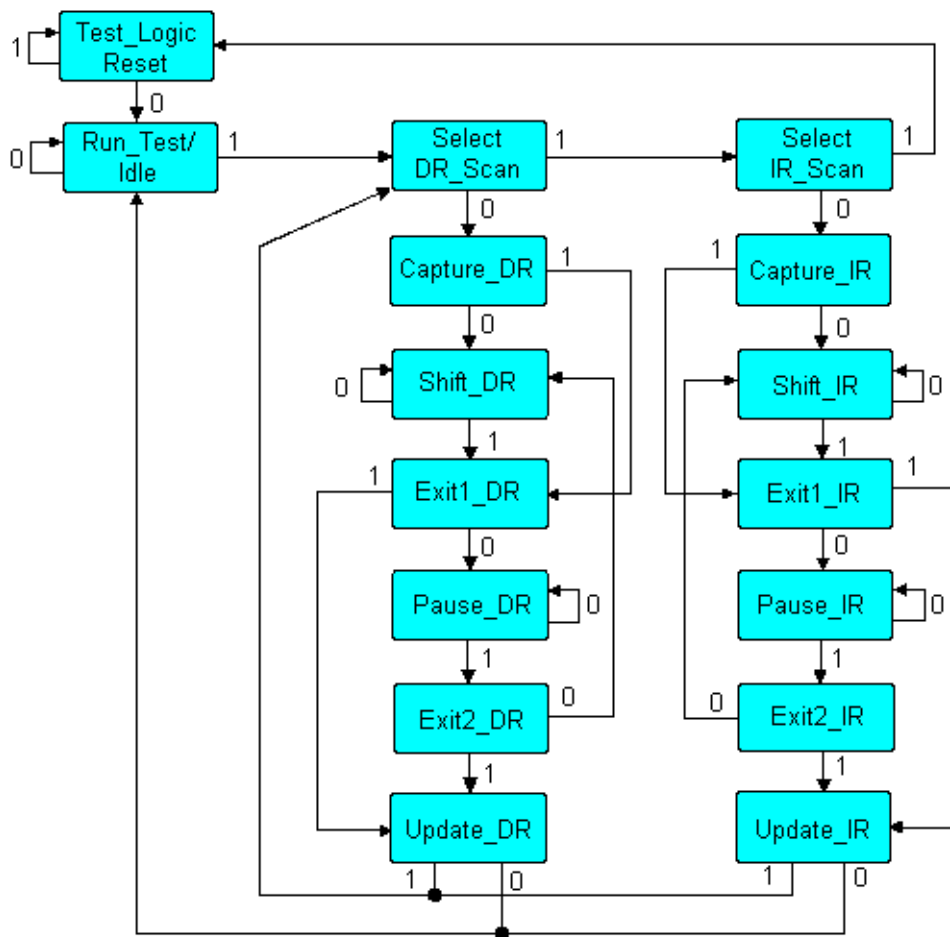 Test_Logic
Reset
1
0
Run_Test/
Idle
0
1
Select
DR_Scan
1
Select
IR_Scan
1
0
0
Capture_DR
1
1
Capture_IR
0
0
Shift_DR
0
Shift_IR
0
1
1
1
Exit1_DR
Exit1_IR
1
0
0
Pause_DR
0
Pause_IR
0
1
1
Exit2_DR
0
0
Exit2_IR
1
1
Update_DR
Update_IR
1
0
1
0